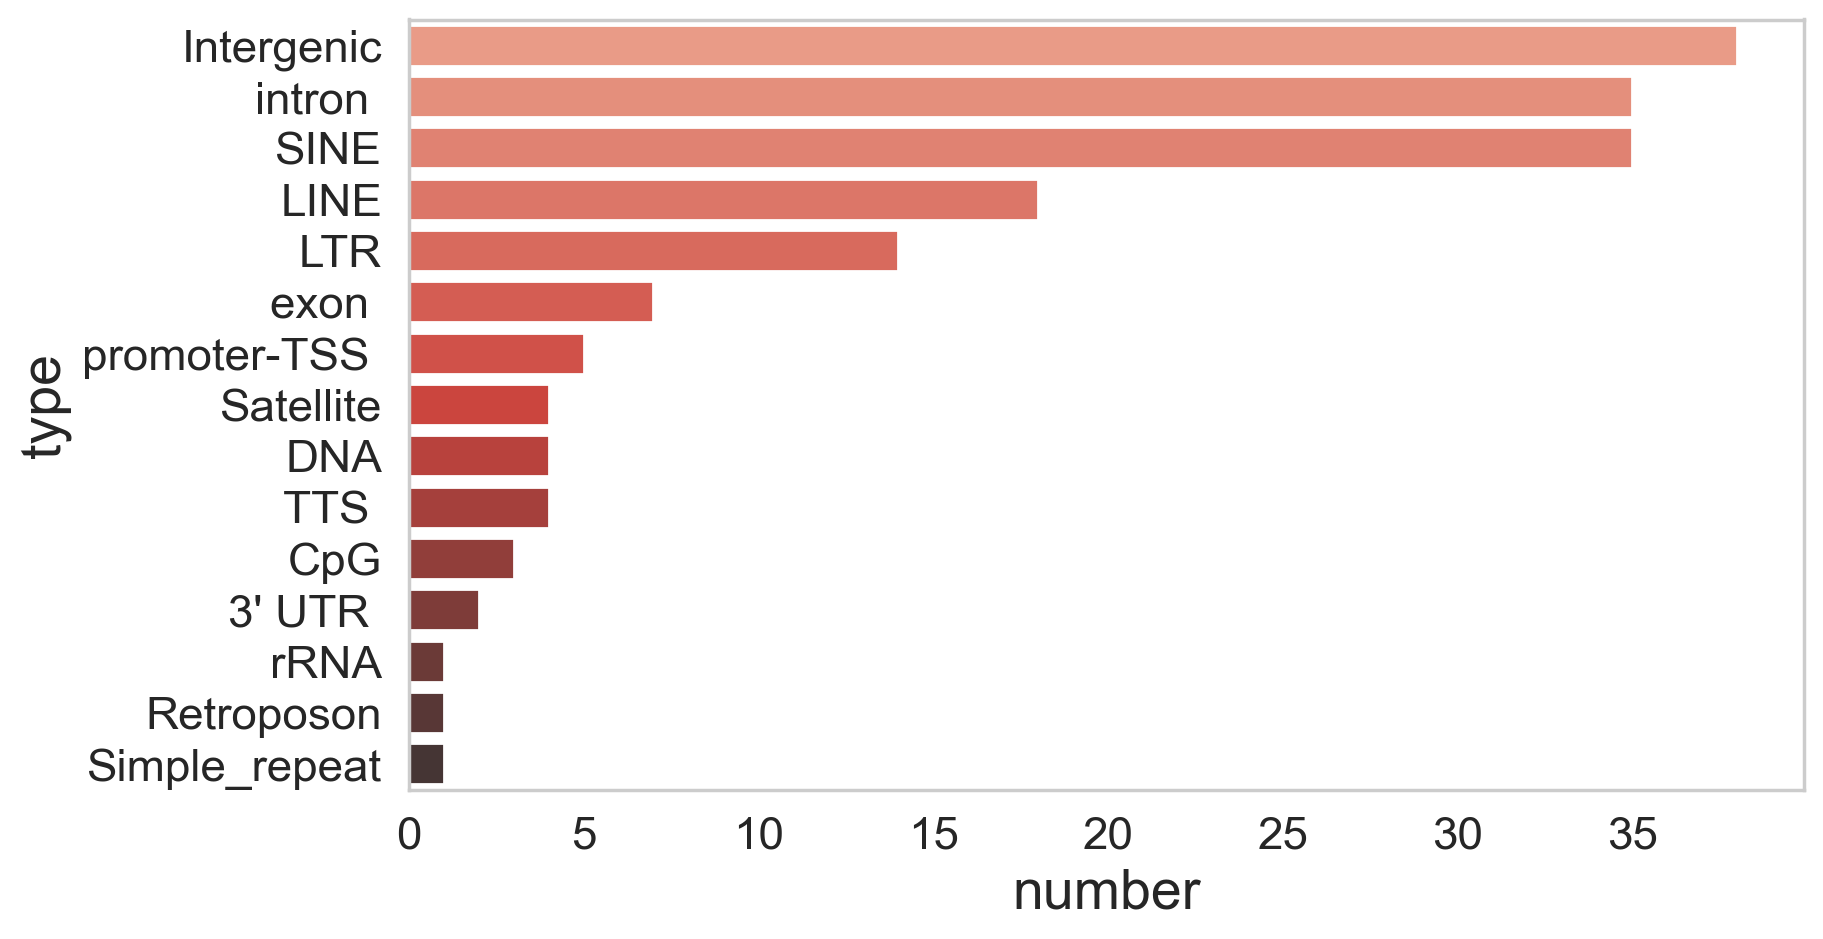 Intergenic
intron
SINE
LINE
LTR
exon
promoter-TSS
Satellite
DNA
TTS
CpG
3' UTR
rRNA
Retroposon
Simple_repeat
type
0 5 10 15 20 25 30 35
number